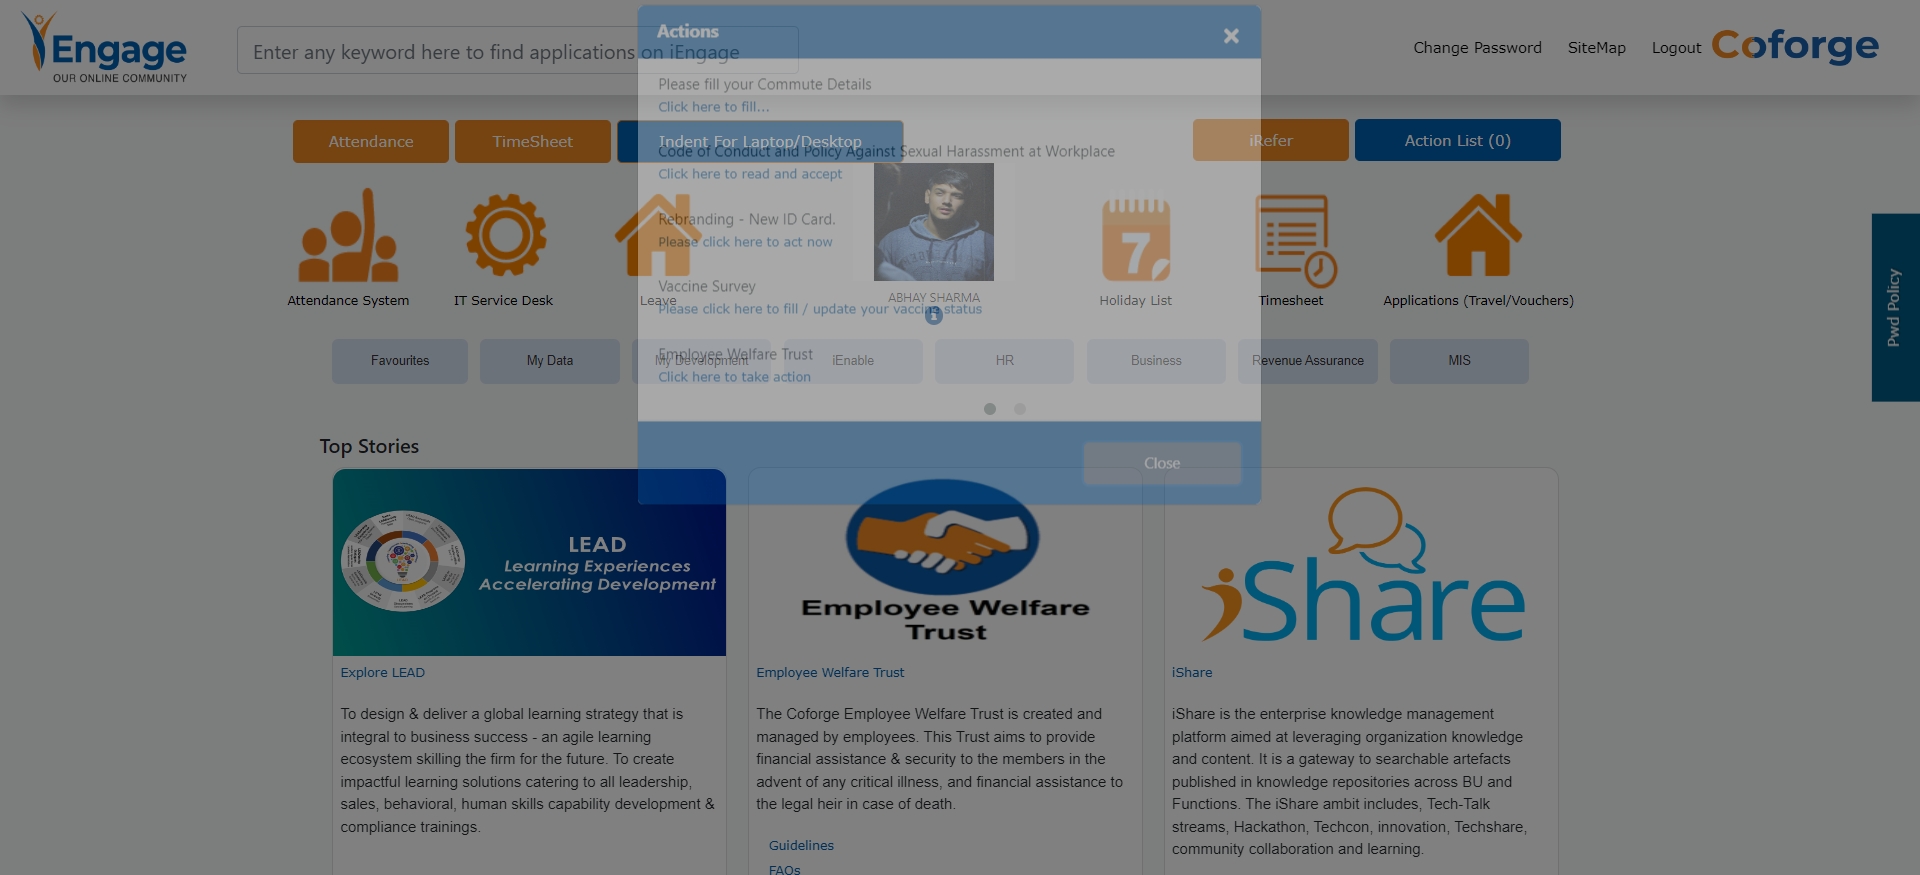 Engage
OUR ONLINE COMMUNITY
Enter any keyword here to find applications on iEngage
Change Password
SiteMap
Logout
Coforge
Actions
Please fill your Commute Details
Click here to fill...
Code of Conduct and Policy Against Sexual Harassment at Workplace
Click here to read and accept
Rebranding - New ID Card.
Please click here to act now
Vaccine Survey
Please click here to fill / update your vaccine status
Employee Welfare Trust
Click here to take action
Close
Attendance
TimeSheet
Indent For Laptop/Desktop
iRefer
Action List (0)
Attendance System
IT Service Desk
Leave
ABHAY SHARMA
7
Holiday List
Timesheet
Applications (Travel/Vouchers)
Pwd Policy
Favourites
My Data
My Development
iEnable
HR
Business
Revenue Assurance
MIS
Top Stories
LEAD
Learning Experiences
Accelerating Development
Explore LEAD
To design & deliver a global learning strategy that is
integral to business success - an agile learning
ecosystem skilling the firm for the future. To create
impactful learning solutions catering to all leadership,
sales, behavioral, human skills capability development &
compliance trainings.
Employee Welfare
Trust
Employee Welfare Trust
The Coforge Employee Welfare Trust is created and
managed by employees. This Trust aims to provide
financial assistance & security to the members in the
advent of any critical illness, and financial assistance to
the legal heir in case of death.
Guidelines
FAQs
iShare
iShare
iShare is the enterprise knowledge management
platform aimed at leveraging organization knowledge
and content. It is a gateway to searchable artefacts
published in knowledge repositories across BU and
Functions. The iShare ambit includes, Tech-Talk
streams, Hackathon, Techcon, innovation, Techshare,
community collaboration and learning.